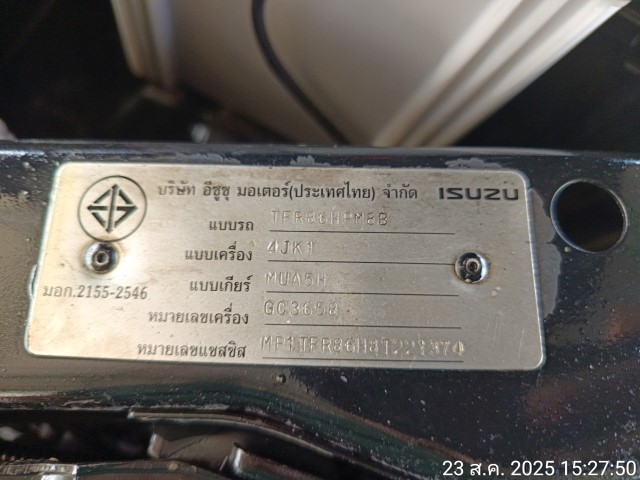 บริษัท อีซูซุ มอเตอร์(ประเทศไทย) จำกัด ISUZU
แบบรถ
แบบเครื่อง 4JK1
แบบเกียร์ MUA5H
มอก.2155-2546
หมายเลขเครื่อง GC3658
หมายเลขแชสซิส
23 ส.ค. 2025 15:27:50